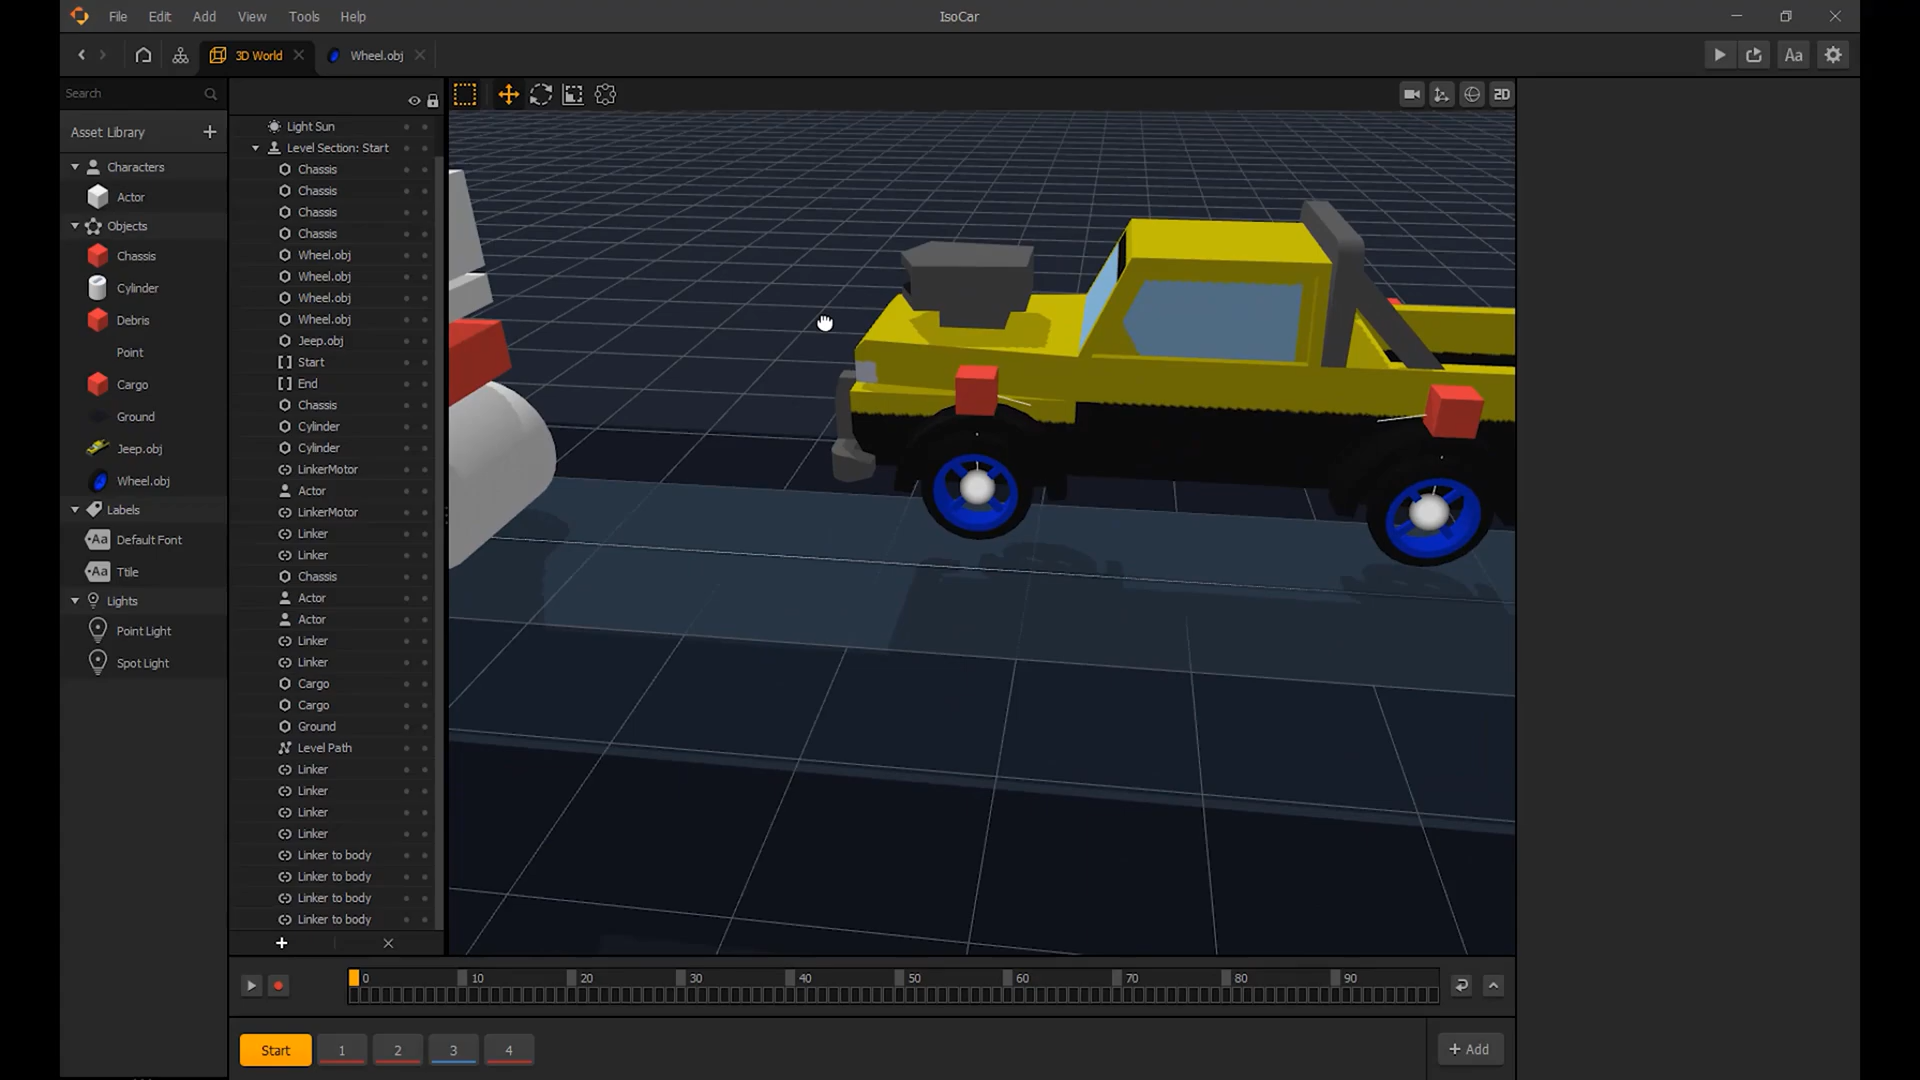 File Edit Add View Tools Help
IsoCar
3D World
Wheel.obj
Aa
Search
2D
Asset Library
Characters
Actor
Objects
Chassis
Cylinder
Debris
Point
Cargo
Ground
Jeep.obj
Wheel.obj
Labels
Aa Default Font
Aa Ttile
Lights
Point Light
Spot Light
Light Sun
Level Section: Start
Chassis
Chassis
Chassis
Chassis
Wheel.obj
Wheel.obj
Wheel.obj
Wheel.obj
Jeep.obj
Start
End
Chassis
Cylinder
Cylinder
LinkerMotor
Actor
LinkerMotor
Linker
Linker
Chassis
Actor
Actor
Linker
Linker
Cargo
Cargo
Ground
Level Path
Linker
Linker
Linker
Linker
Linker to body
Linker to body
Linker to body
Linker to body
0 10 20 30 40 50 60 70 80 90
Start 1 2 3 4
+ Add